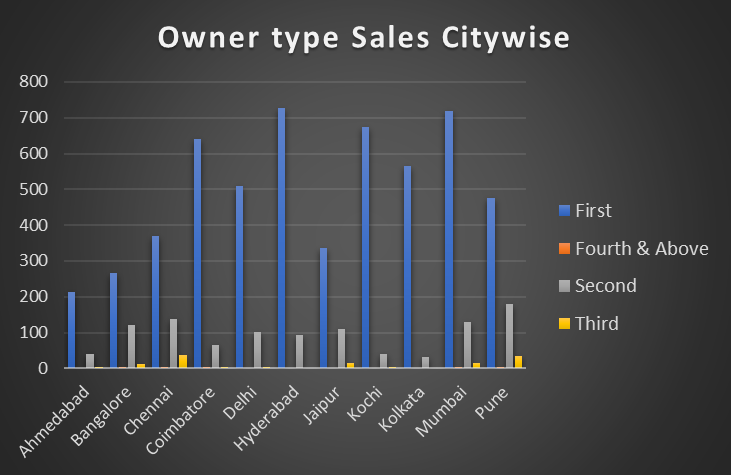 Owner type Sales Citywise
800
700
600
500
400
300
200
100
0
Ahmedabad
Bangalore
Chennai
Coimbatore
Delhi
Hyderabad
Jaipur
Kochi
Kolkata
Mumbai
Pune
First
Fourth & Above
Second
Third